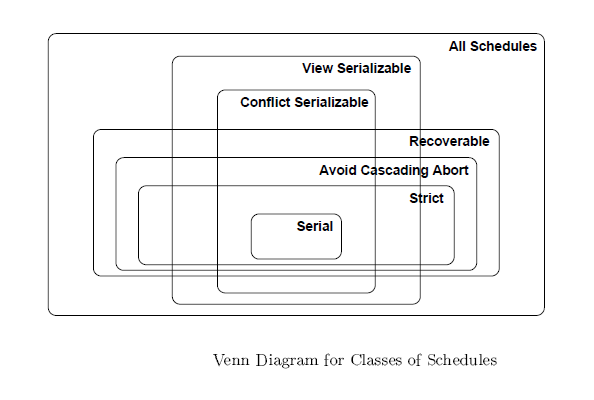 All Schedules
View Serializable
Conflict Serializable
Recoverable
Avoid Cascading Abort
Strict
Serial
Venn Diagram for Classes of Schedules